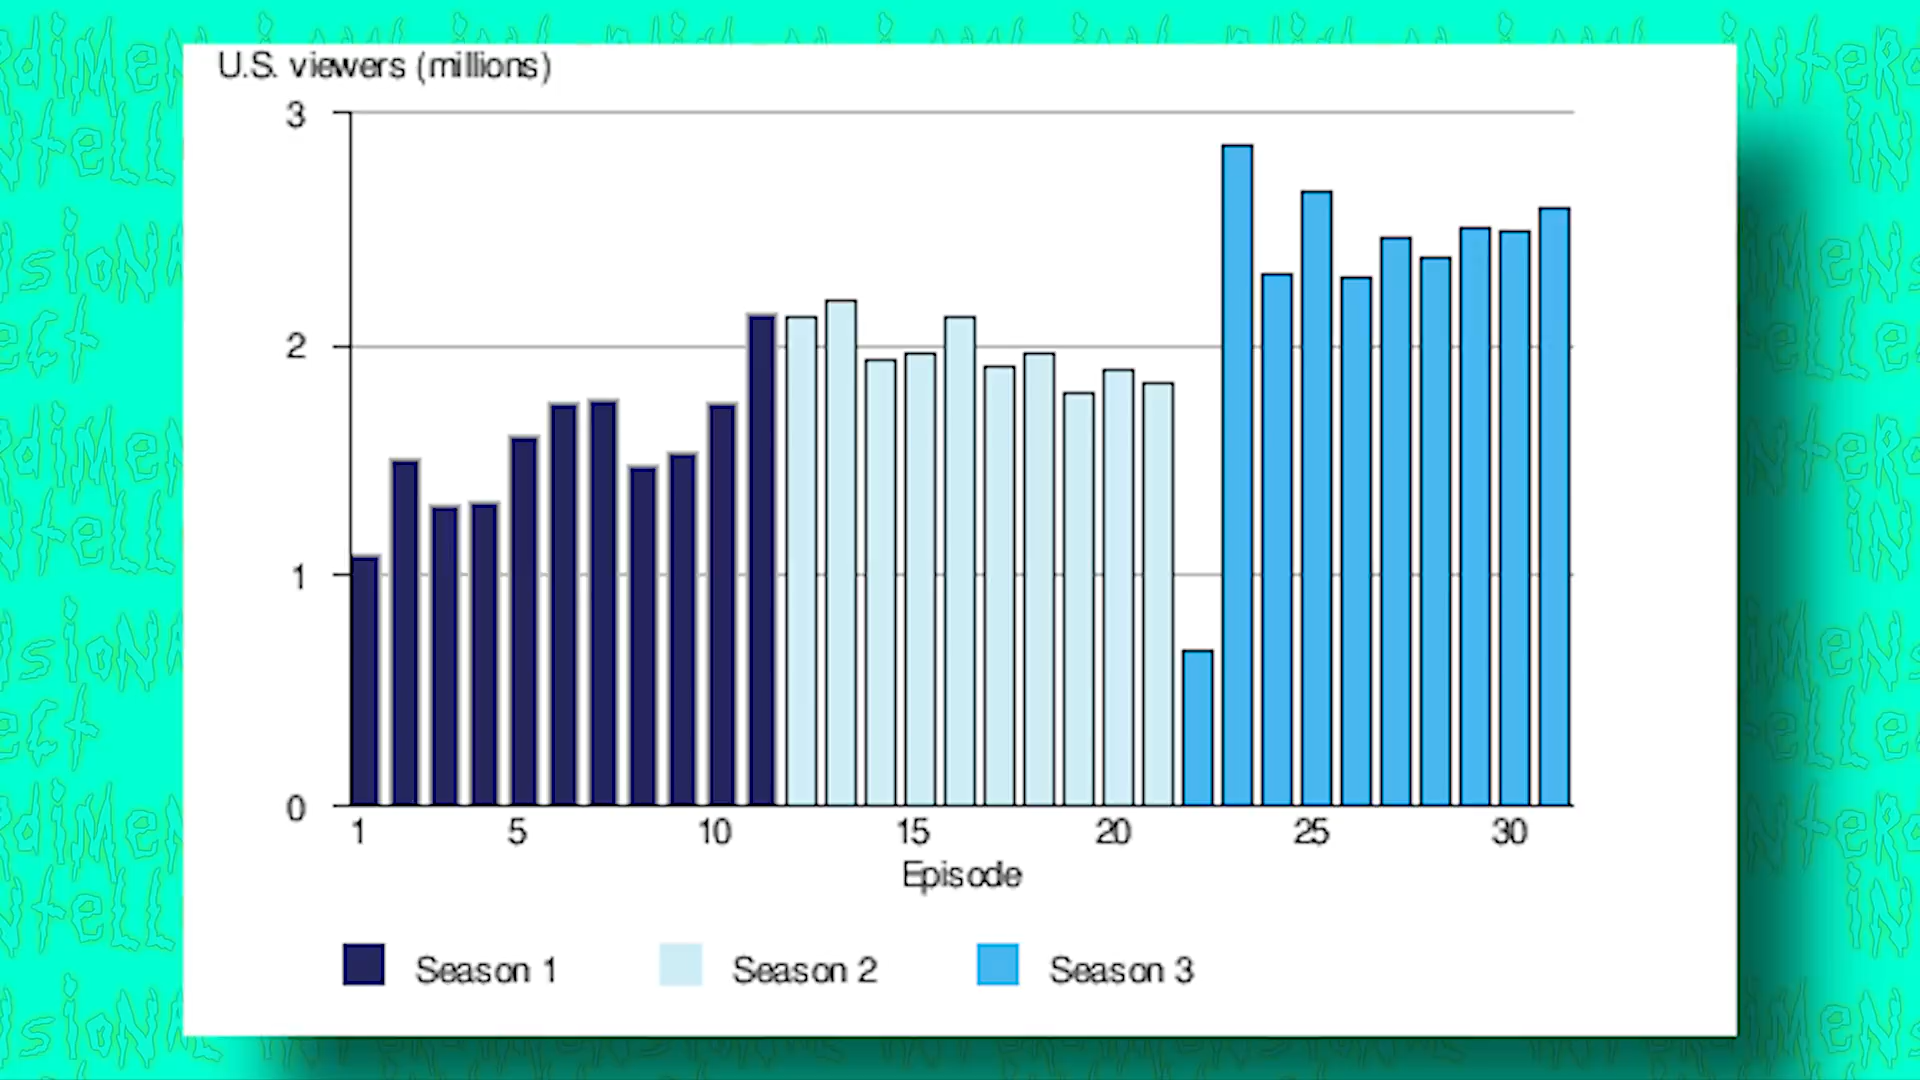 U.S. viewers (millions)
3
2
1
0
1 5 10 15 20 25 30
Episode
Season 1 Season 2 Season 3